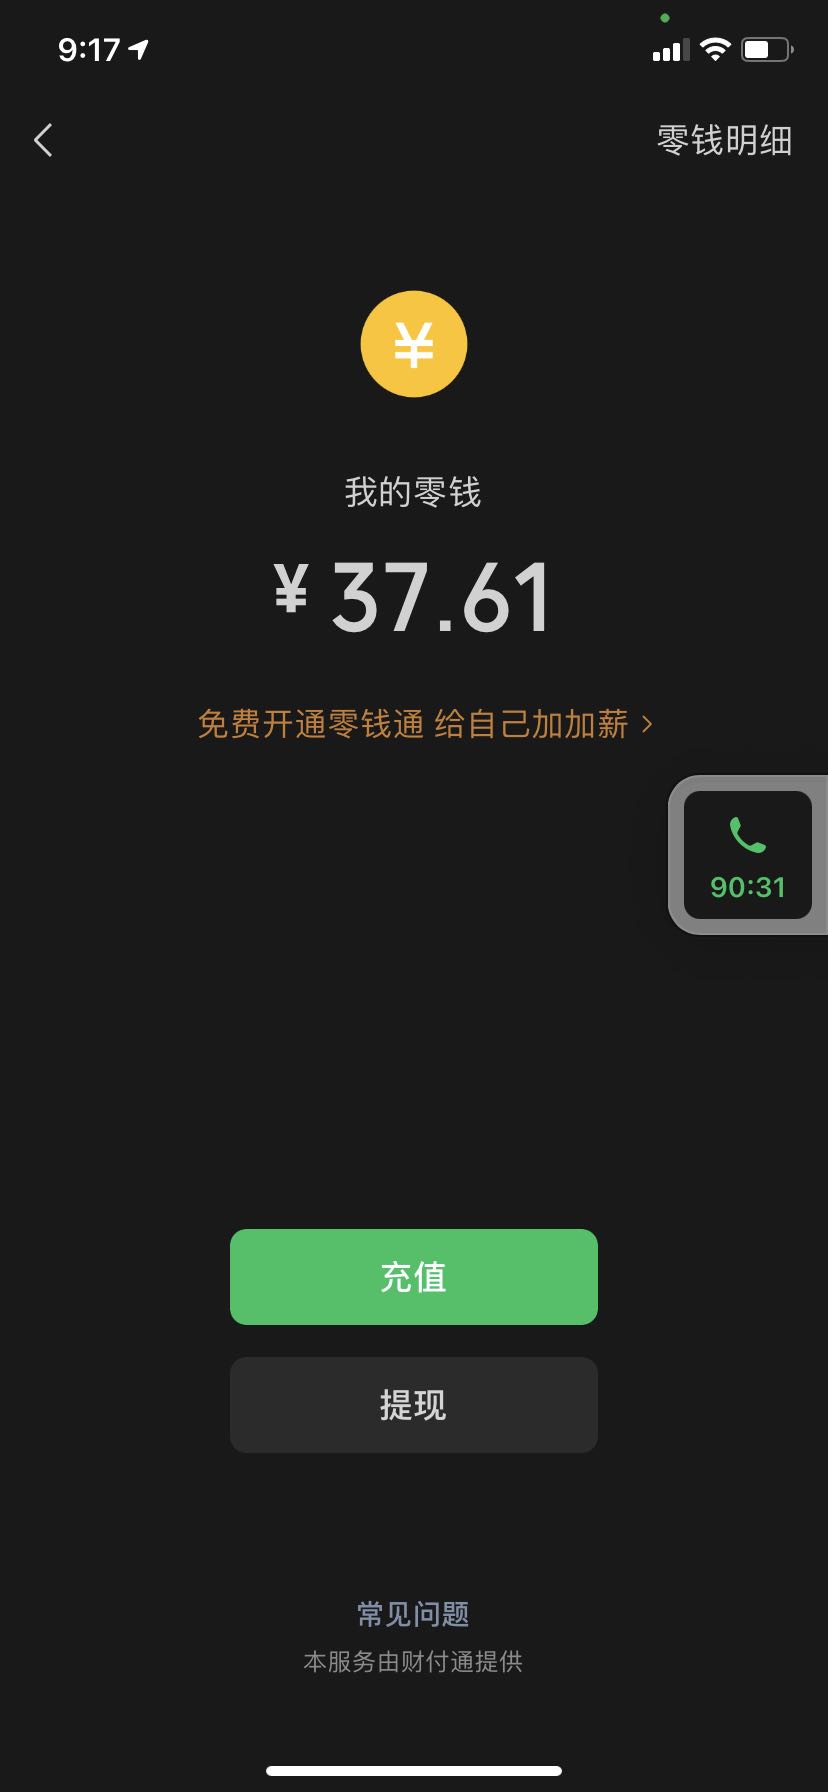 9:17
零钱明细
¥
我的零钱
¥ 37.61
免费开通零钱通 给自己加加薪 >
90:31
充值
提现
常见问题
本服务由财付通提供